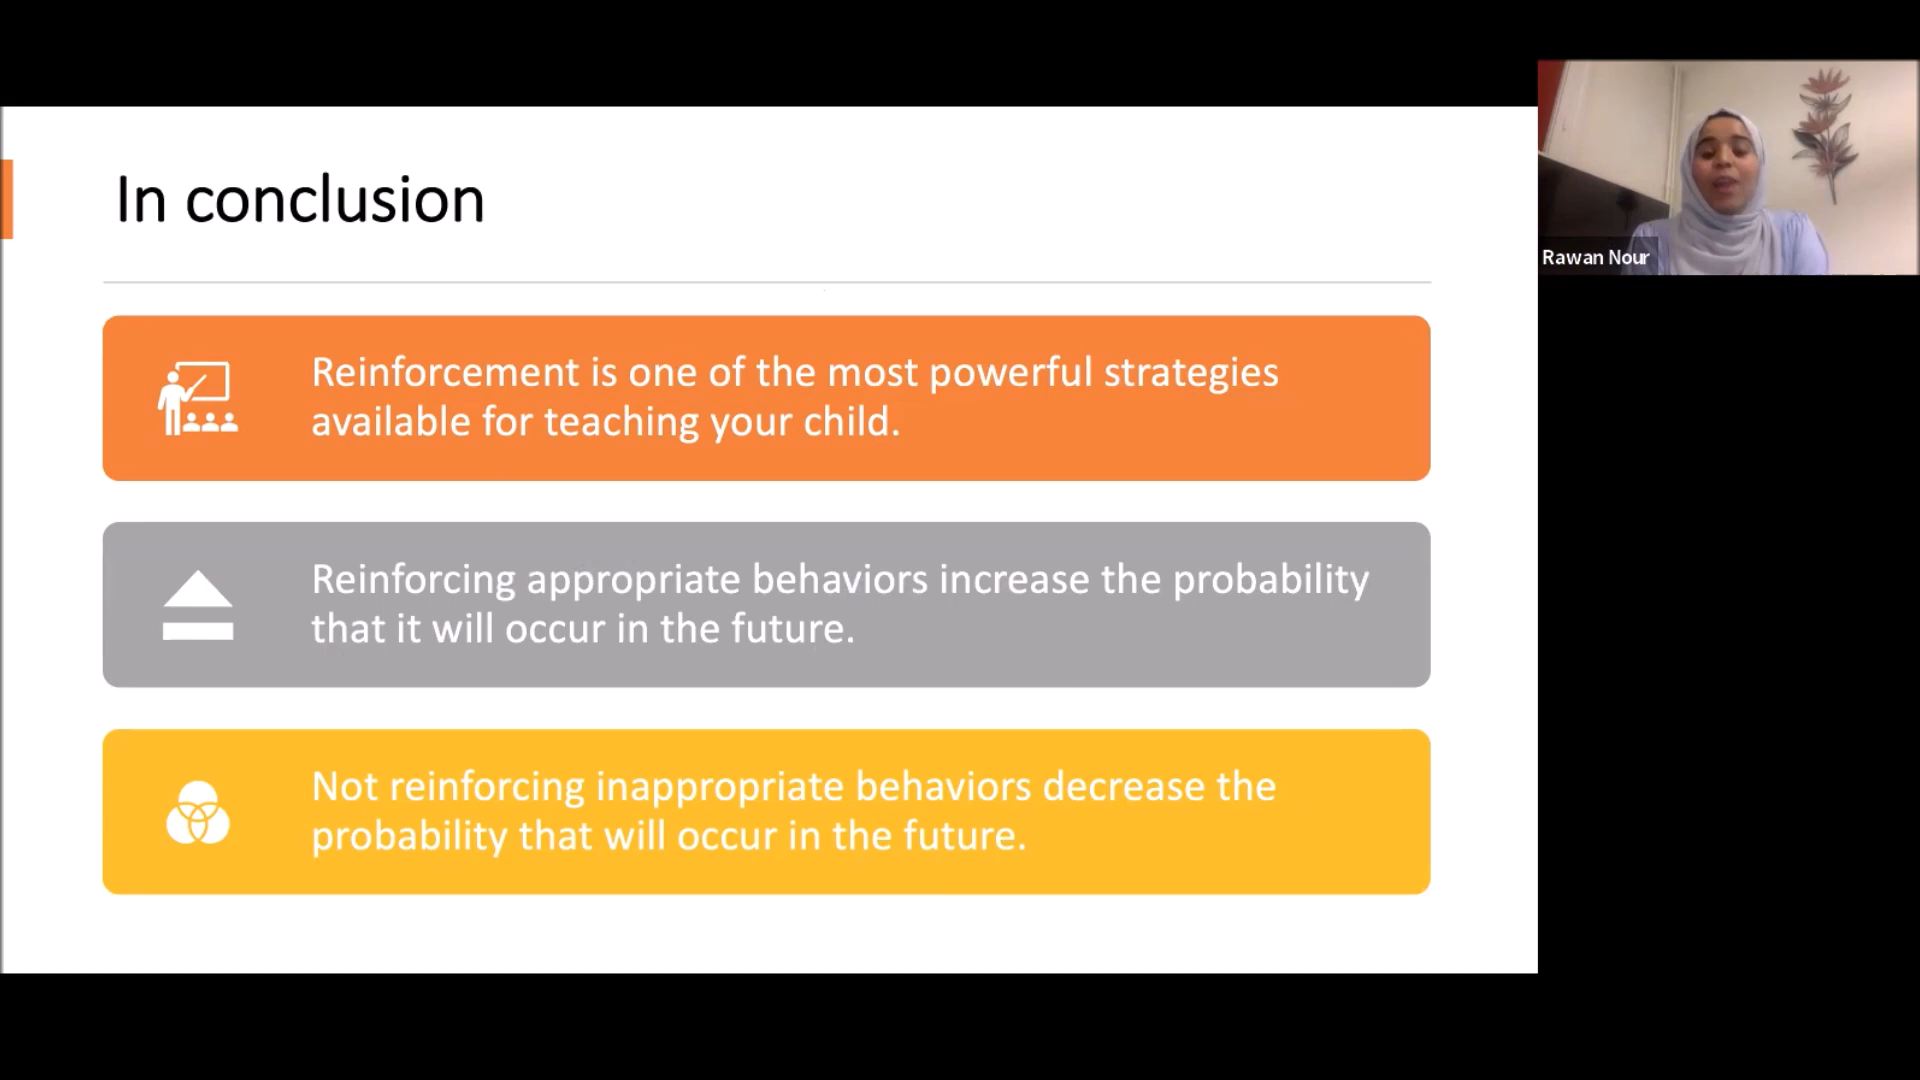 In conclusion
Reinforcement is one of the most powerful strategies
available for teaching your child.
Reinforcing appropriate behaviors increase the probability
that it will occur in the future.
Not reinforcing inappropriate behaviors decrease the
probability that will occur in the future.
Rawan Nour